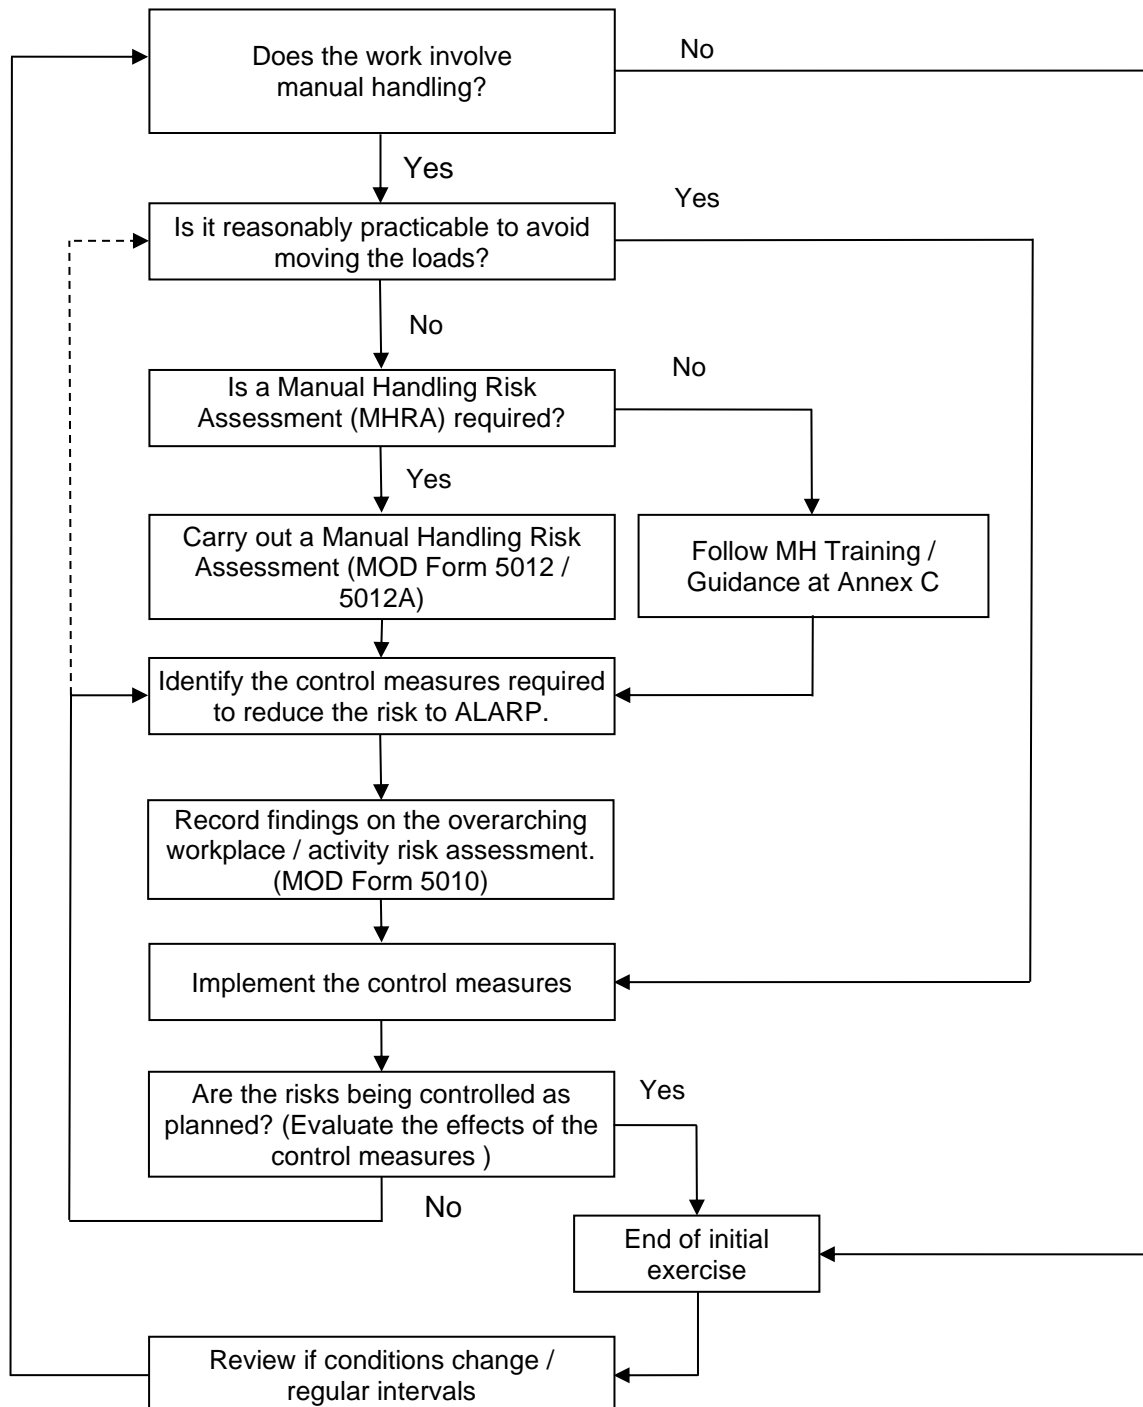 Does the work involve
manual handling?
No
Yes
Is it reasonably practicable to avoid
moving the loads?
Yes
No
Is a Manual Handling Risk
Assessment (MHRA) required?
No
Yes
Carry out a Manual Handling Risk
Assessment (MOD Form 5012 /
5012A)
Follow MH Training /
Guidance at Annex C
Identify the control measures required
to reduce the risk to ALARP.
Record findings on the overarching
workplace / activity risk assessment.
(MOD Form 5010)
Implement the control measures
Are the risks being controlled as
planned? (Evaluate the effects of the
control measures )
Yes
No
End of initial
exercise
Review if conditions change /
regular intervals